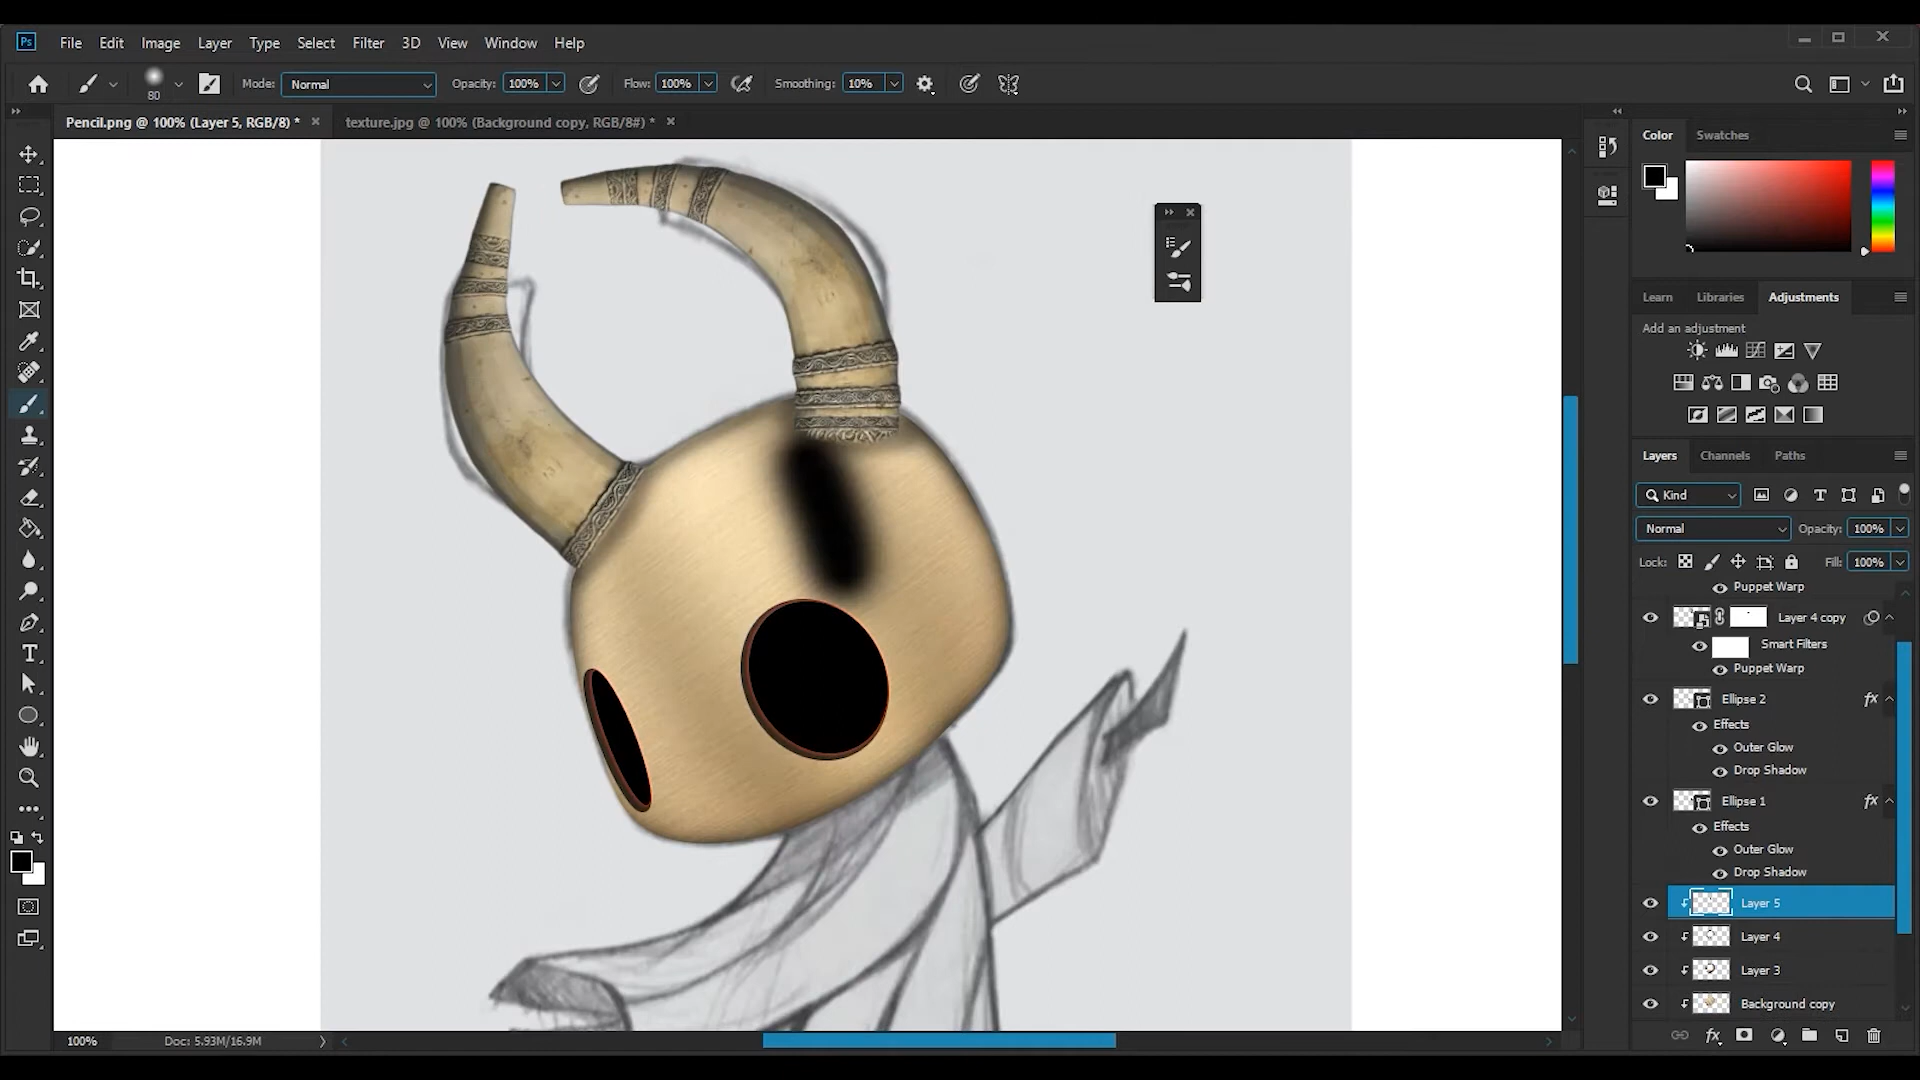 Ps File Edit Image Layer Type Select Filter 3D View Window Help
80 Mode: Normal Opacity: 100% Flow: 100% Smoothing: 10%
Pencil.png @ 100% (Layer 5, RGB/8) * texture.jpg @ 100% (Background copy, RGB/8#) *
Color Swatches
Learn Libraries Adjustments
Add an adjustment
Layers Channels Paths
Kind
Normal Opacity: 100%
Lock: Fill: 100%
Puppet Warp
Layer 4 copy
Smart Filters
Puppet Warp
Ellipse 2 fx
Effects
Outer Glow
Drop Shadow
Ellipse 1 fx
Effects
Outer Glow
Drop Shadow
Layer 5
Layer 4
Layer 3
Background copy
fx
100% Doc: 5.93M/16.9M